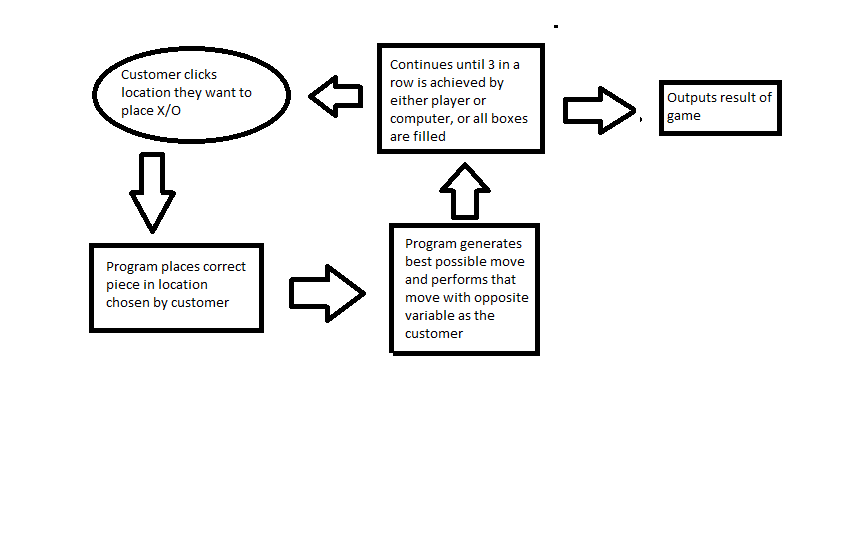 Customer clicks
location they want to
place X/O
Continues until 3 in a
row is achieved by
either player or
computer, or all boxes
are filled
Outputs result of
game
Program places correct
piece in location
chosen by customer
Program generates
best possible move
and performs that
move with opposite
variable as the
customer